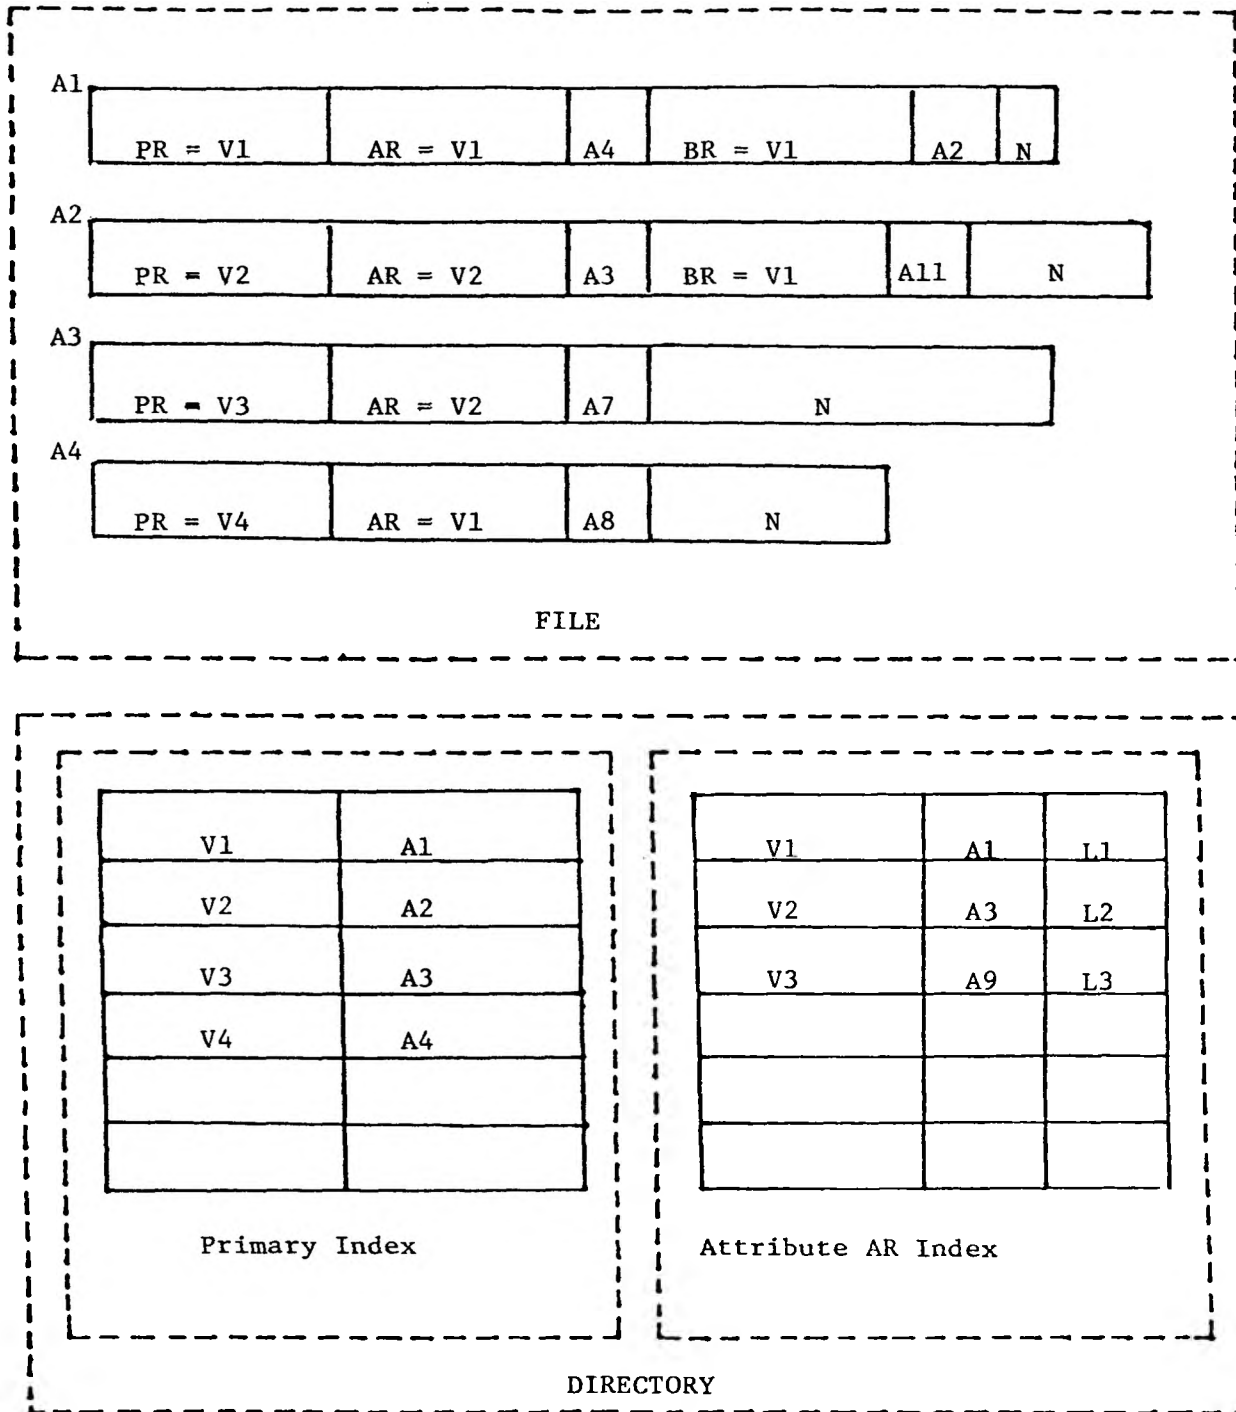 A1
PR = V1 AR = V1 A4 BR = V1 A2 N
A2
PR = V2 AR = V2 A3 BR = V1 A11 N
A3
PR = V3 AR = V2 A7 N
A4
PR = V4 AR = V1 A8 N
FILE
V1 A1
V2 A2
V3 A3
V4 A4
Primary Index
V1 A1 L1
V2 A3 L2
V3 A9 L3
Attribute AR Index
DIRECTORY